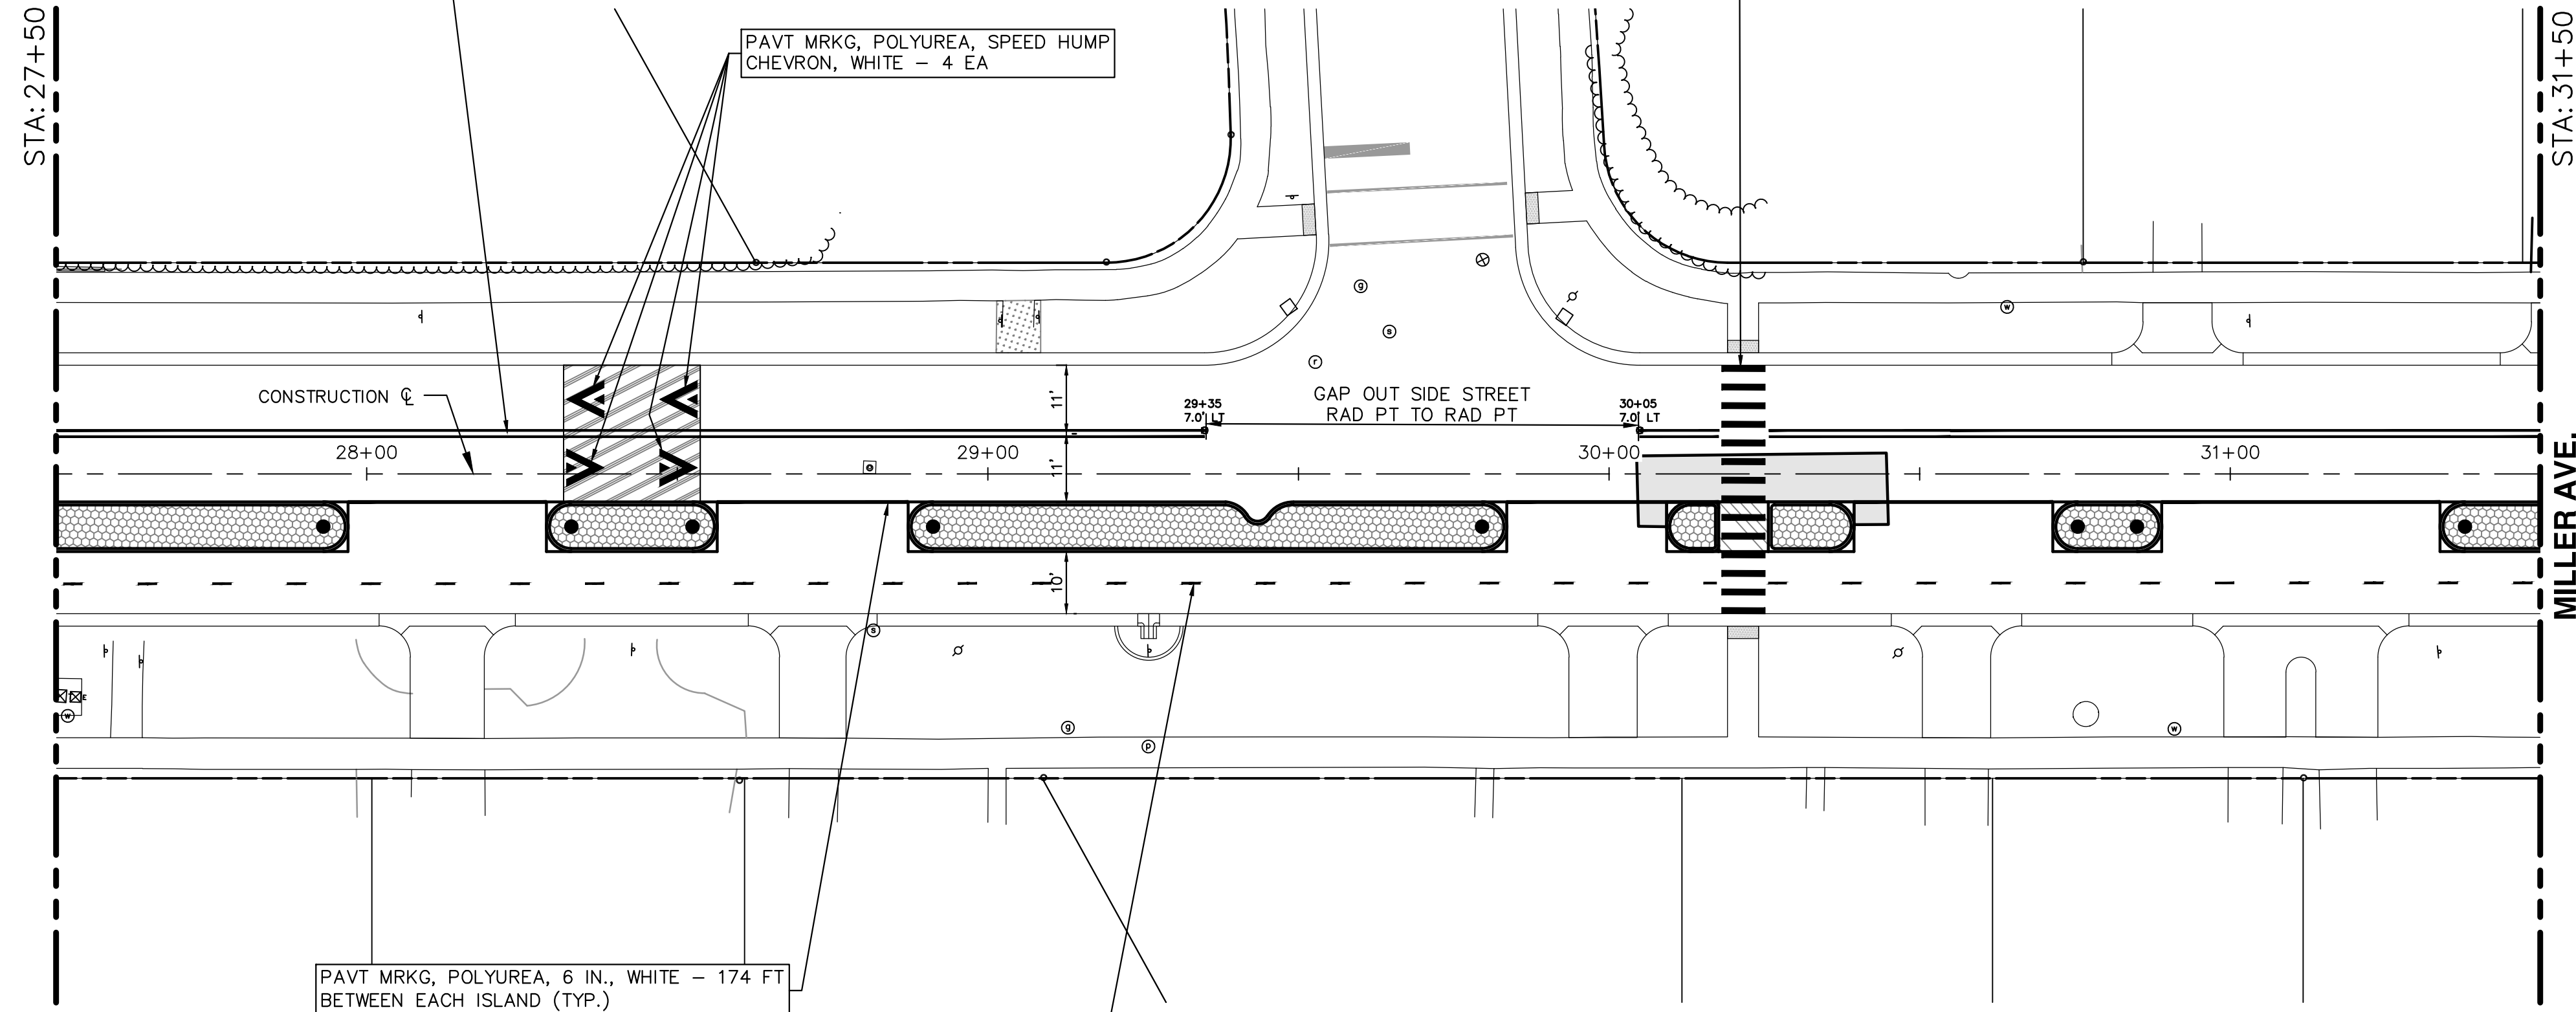 STA: 27+50
PAVT MRKG, POLYUREA, SPEED HUMP
CHEVRON, WHITE – 4 EA
STA: 31+50
CONSTRUCTION ℄
11'
29+35
7.0' LT
GAP OUT SIDE STREET
RAD PT TO RAD PT
30+05
7.0' LT
28+00
29+00
11'
30+00
31+00
10'
MILLER AVE.
g
s
r
w
s
E
w
g
p
w
PAVT MRKG, POLYUREA, 6 IN., WHITE – 174 FT
BETWEEN EACH ISLAND (TYP.)